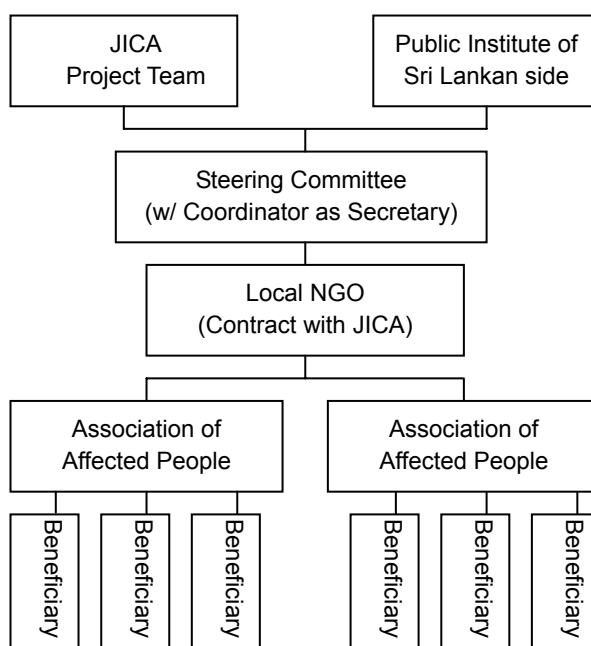 JICA
Project Team
Public Institute of
Sri Lankan side
Steering Committee
(w/ Coordinator as Secretary)
Local NGO
(Contract with JICA)
Association of
Affected People
Association of
Affected People
Beneficiary
Beneficiary
Beneficiary
Beneficiary
Beneficiary
Beneficiary